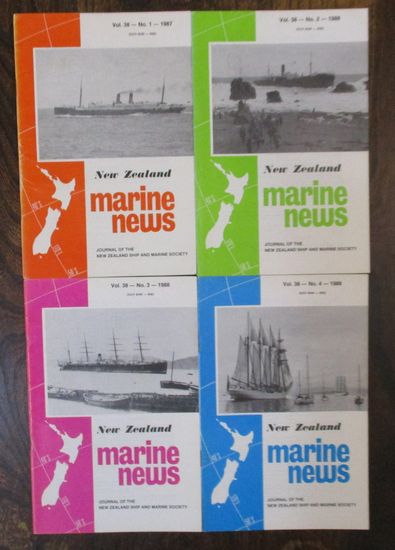 Vol. 38 — No. 1 — 1987
New Zealand
marine
news
JOURNAL OF THE
NEW ZEALAND SHIP AND MARINE SOCIETY
Vol. 38 — No. 2 — 1988
New Zealand
marine
news
JOURNAL OF THE
NEW ZEALAND SHIP AND MARINE SOCIETY
Vol. 38 — No. 3 — 1988
New Zealand
marine
news
JOURNAL OF THE
NEW ZEALAND SHIP AND MARINE SOCIETY
Vol. 38 — No. 4 — 1988
New Zealand
marine
news
JOURNAL OF THE
NEW ZEALAND SHIP AND MARINE SOCIETY